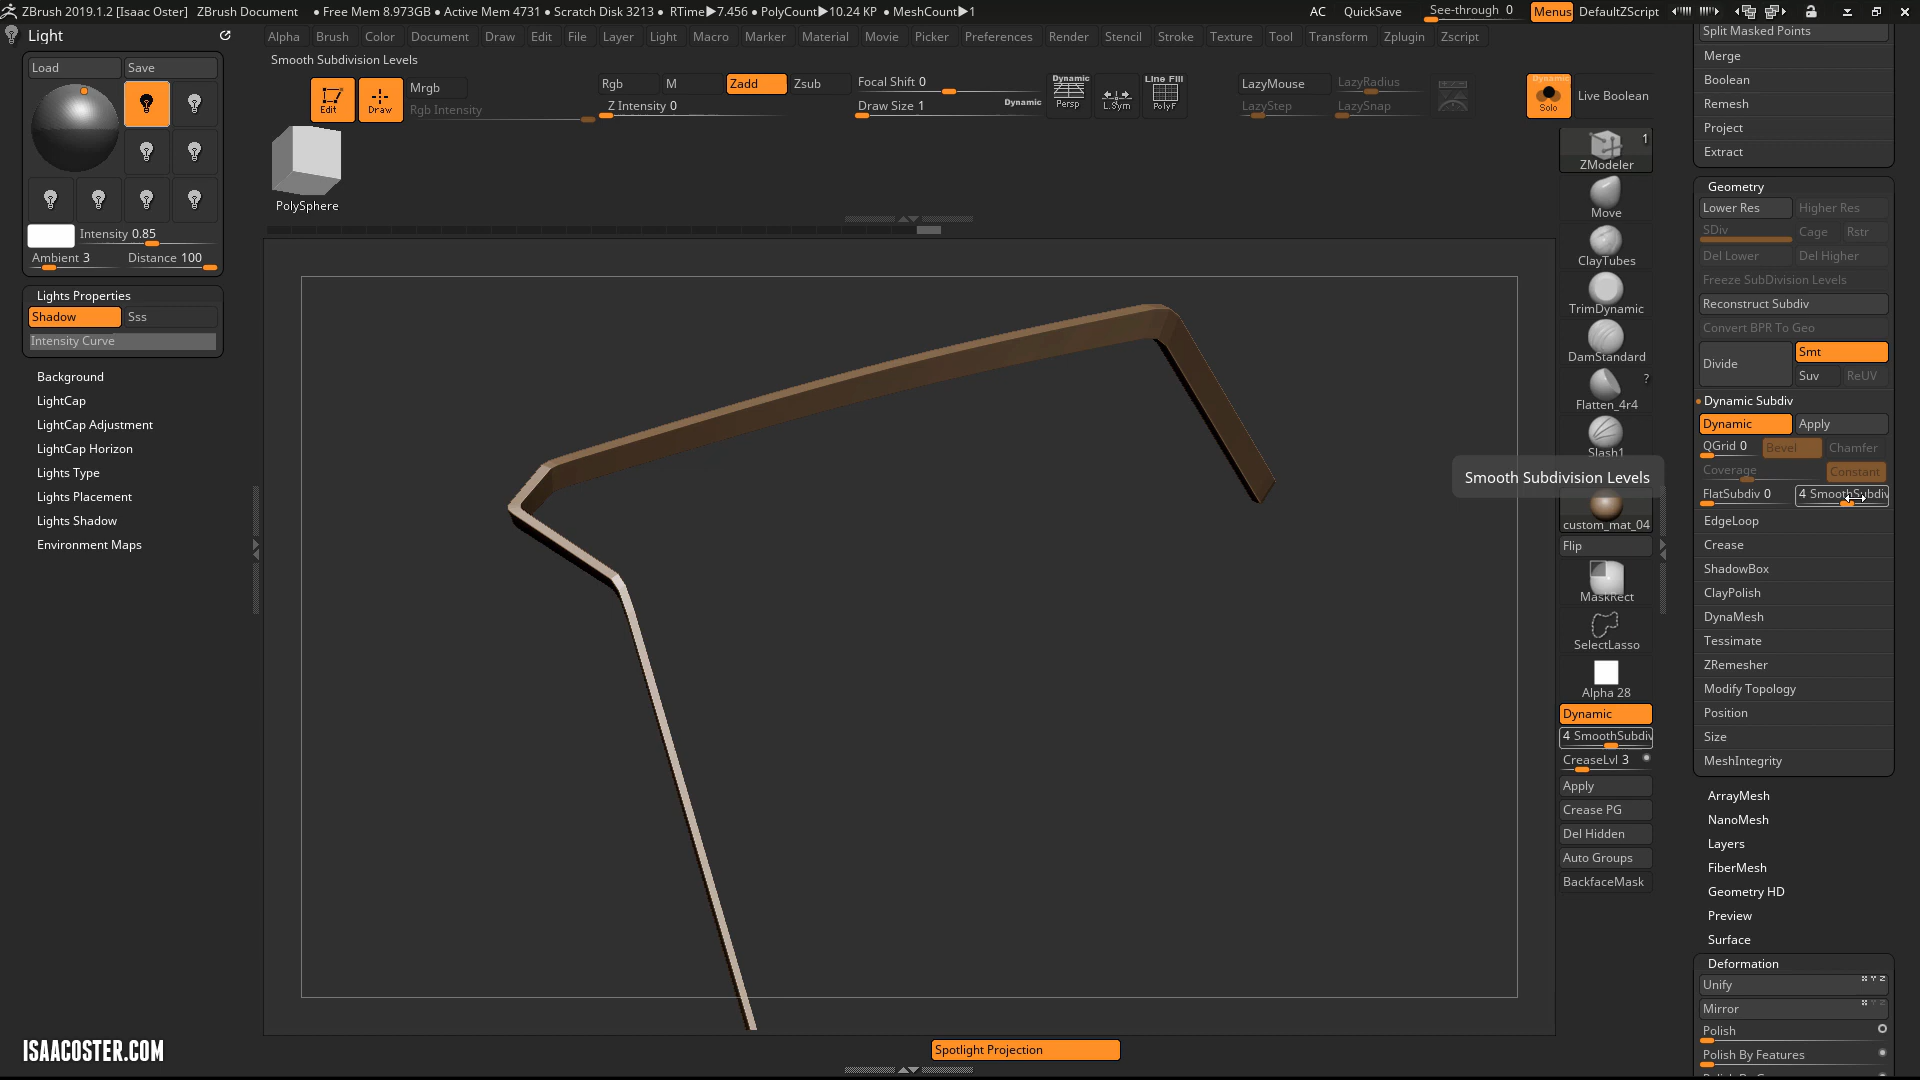 ZBrush 2019.1.2 [Isaac Oster] ZBrush Document • Free Mem 8.973GB • Active Mem 4731 • Scratch Disk 3213 • RTime▶7.456 • PolyCount▶10.24 KP • MeshCount▶1 AC QuickSave See-through 0 Menus DefaultZScript
Light
Alpha Brush Color Document Draw Edit File Layer Light Macro Marker Material Movie Picker Preferences Render Stencil Stroke Texture Tool Transform Zplugin Zscript
Smooth Subdivision Levels
Load Save
Intensity 0.85
Ambient 3 Distance 100
Lights Properties
Shadow Sss
Intensity Curve
Background
LightCap
LightCap Adjustment
LightCap Horizon
Lights Type
Lights Placement
Lights Shadow
Environment Maps
Edit Draw
Mrgb
Rgb Intensity
Rgb M Zadd Zsub
Z Intensity 0
Focal Shift 0
Draw Size 1 Dynamic
Dynamic
Persp
L.Sym
Line Fill
PolyF
LazyMouse LazyRadius
LazyStep LazySnap
Dynamic
Solo
Live Boolean
PolySphere
1
ZModeler
Move
ClayTubes
TrimDynamic
DamStandard
?
Flatten_4r4
Slash1
Smooth Subdivision Levels
custom_mat_04
Flip
MaskRect
SelectLasso
Alpha 28
Dynamic
4 SmoothSubdiv
CreaseLvl 3
Apply
Crease PG
Del Hidden
Auto Groups
BackfaceMask
Split Masked Points
Merge
Boolean
Remesh
Project
Extract
Geometry
Lower Res Higher Res
SDiv Cage Rstr
Del Lower Del Higher
Freeze SubDivision Levels
Reconstruct Subdiv
Convert BPR To Geo
Divide Smt
Suv ReUV
Dynamic Subdiv
Dynamic Apply
QGrid 0 Bevel Chamfer
Coverage Constant
FlatSubdiv 0 4 SmoothSubdiv
EdgeLoop
Crease
ShadowBox
ClayPolish
DynaMesh
Tessimate
ZRemesher
Modify Topology
Position
Size
MeshIntegrity
ArrayMesh
NanoMesh
Layers
FiberMesh
Geometry HD
Preview
Surface
Deformation
Unify
Mirror
Polish
Polish By Features
Spotlight Projection
ISAACOSTER.COM